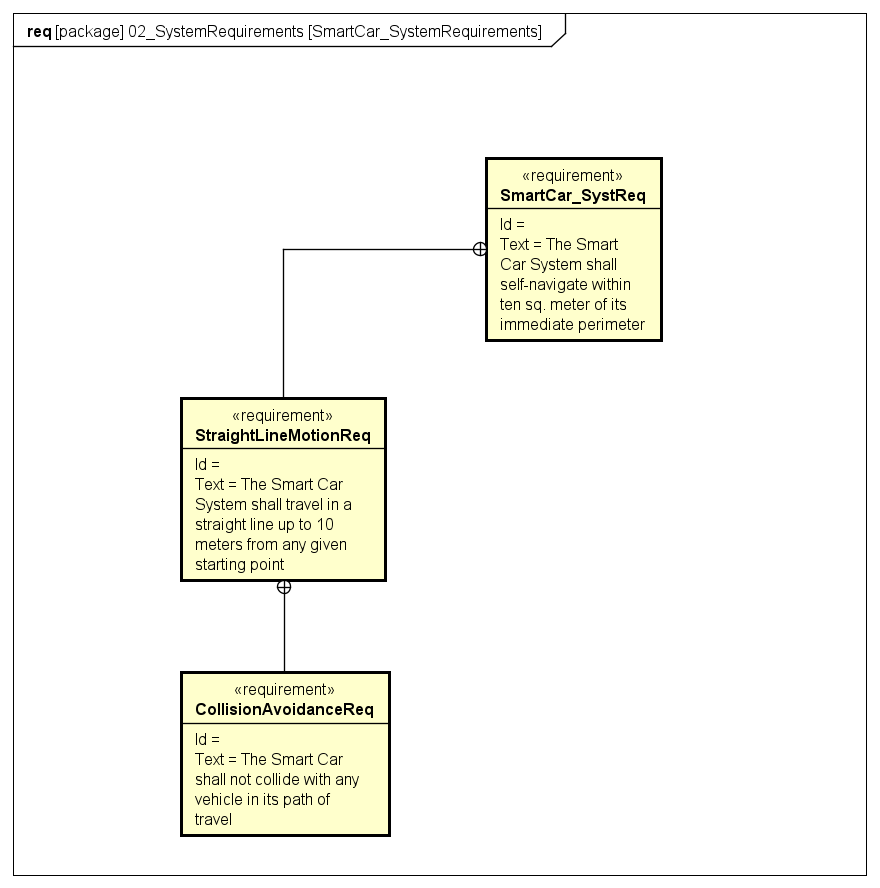 req [package] 02_SystemRequirements [SmartCar_SystemRequirements]
«requirement»
SmartCar_SystReq
Id =
Text = The Smart
Car System shall
self-navigate within
ten sq. meter of its
immediate perimeter
«requirement»
StraightLineMotionReq
Id =
Text = The Smart Car
System shall travel in a
straight line up to 10
meters from any given
starting point
«requirement»
CollisionAvoidanceReq
Id =
Text = The Smart Car
shall not collide with any
vehicle in its path of
travel